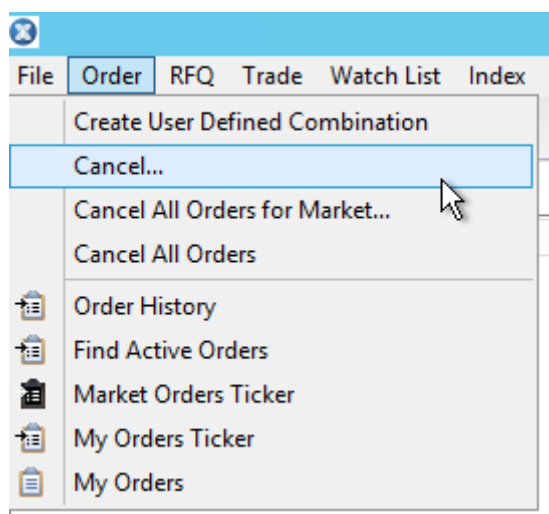 File Order RFQ Trade Watch List Index
Create User Defined Combination
Cancel...
Cancel All Orders for Market...
Cancel All Orders
Order History
Find Active Orders
Market Orders Ticker
My Orders Ticker
My Orders